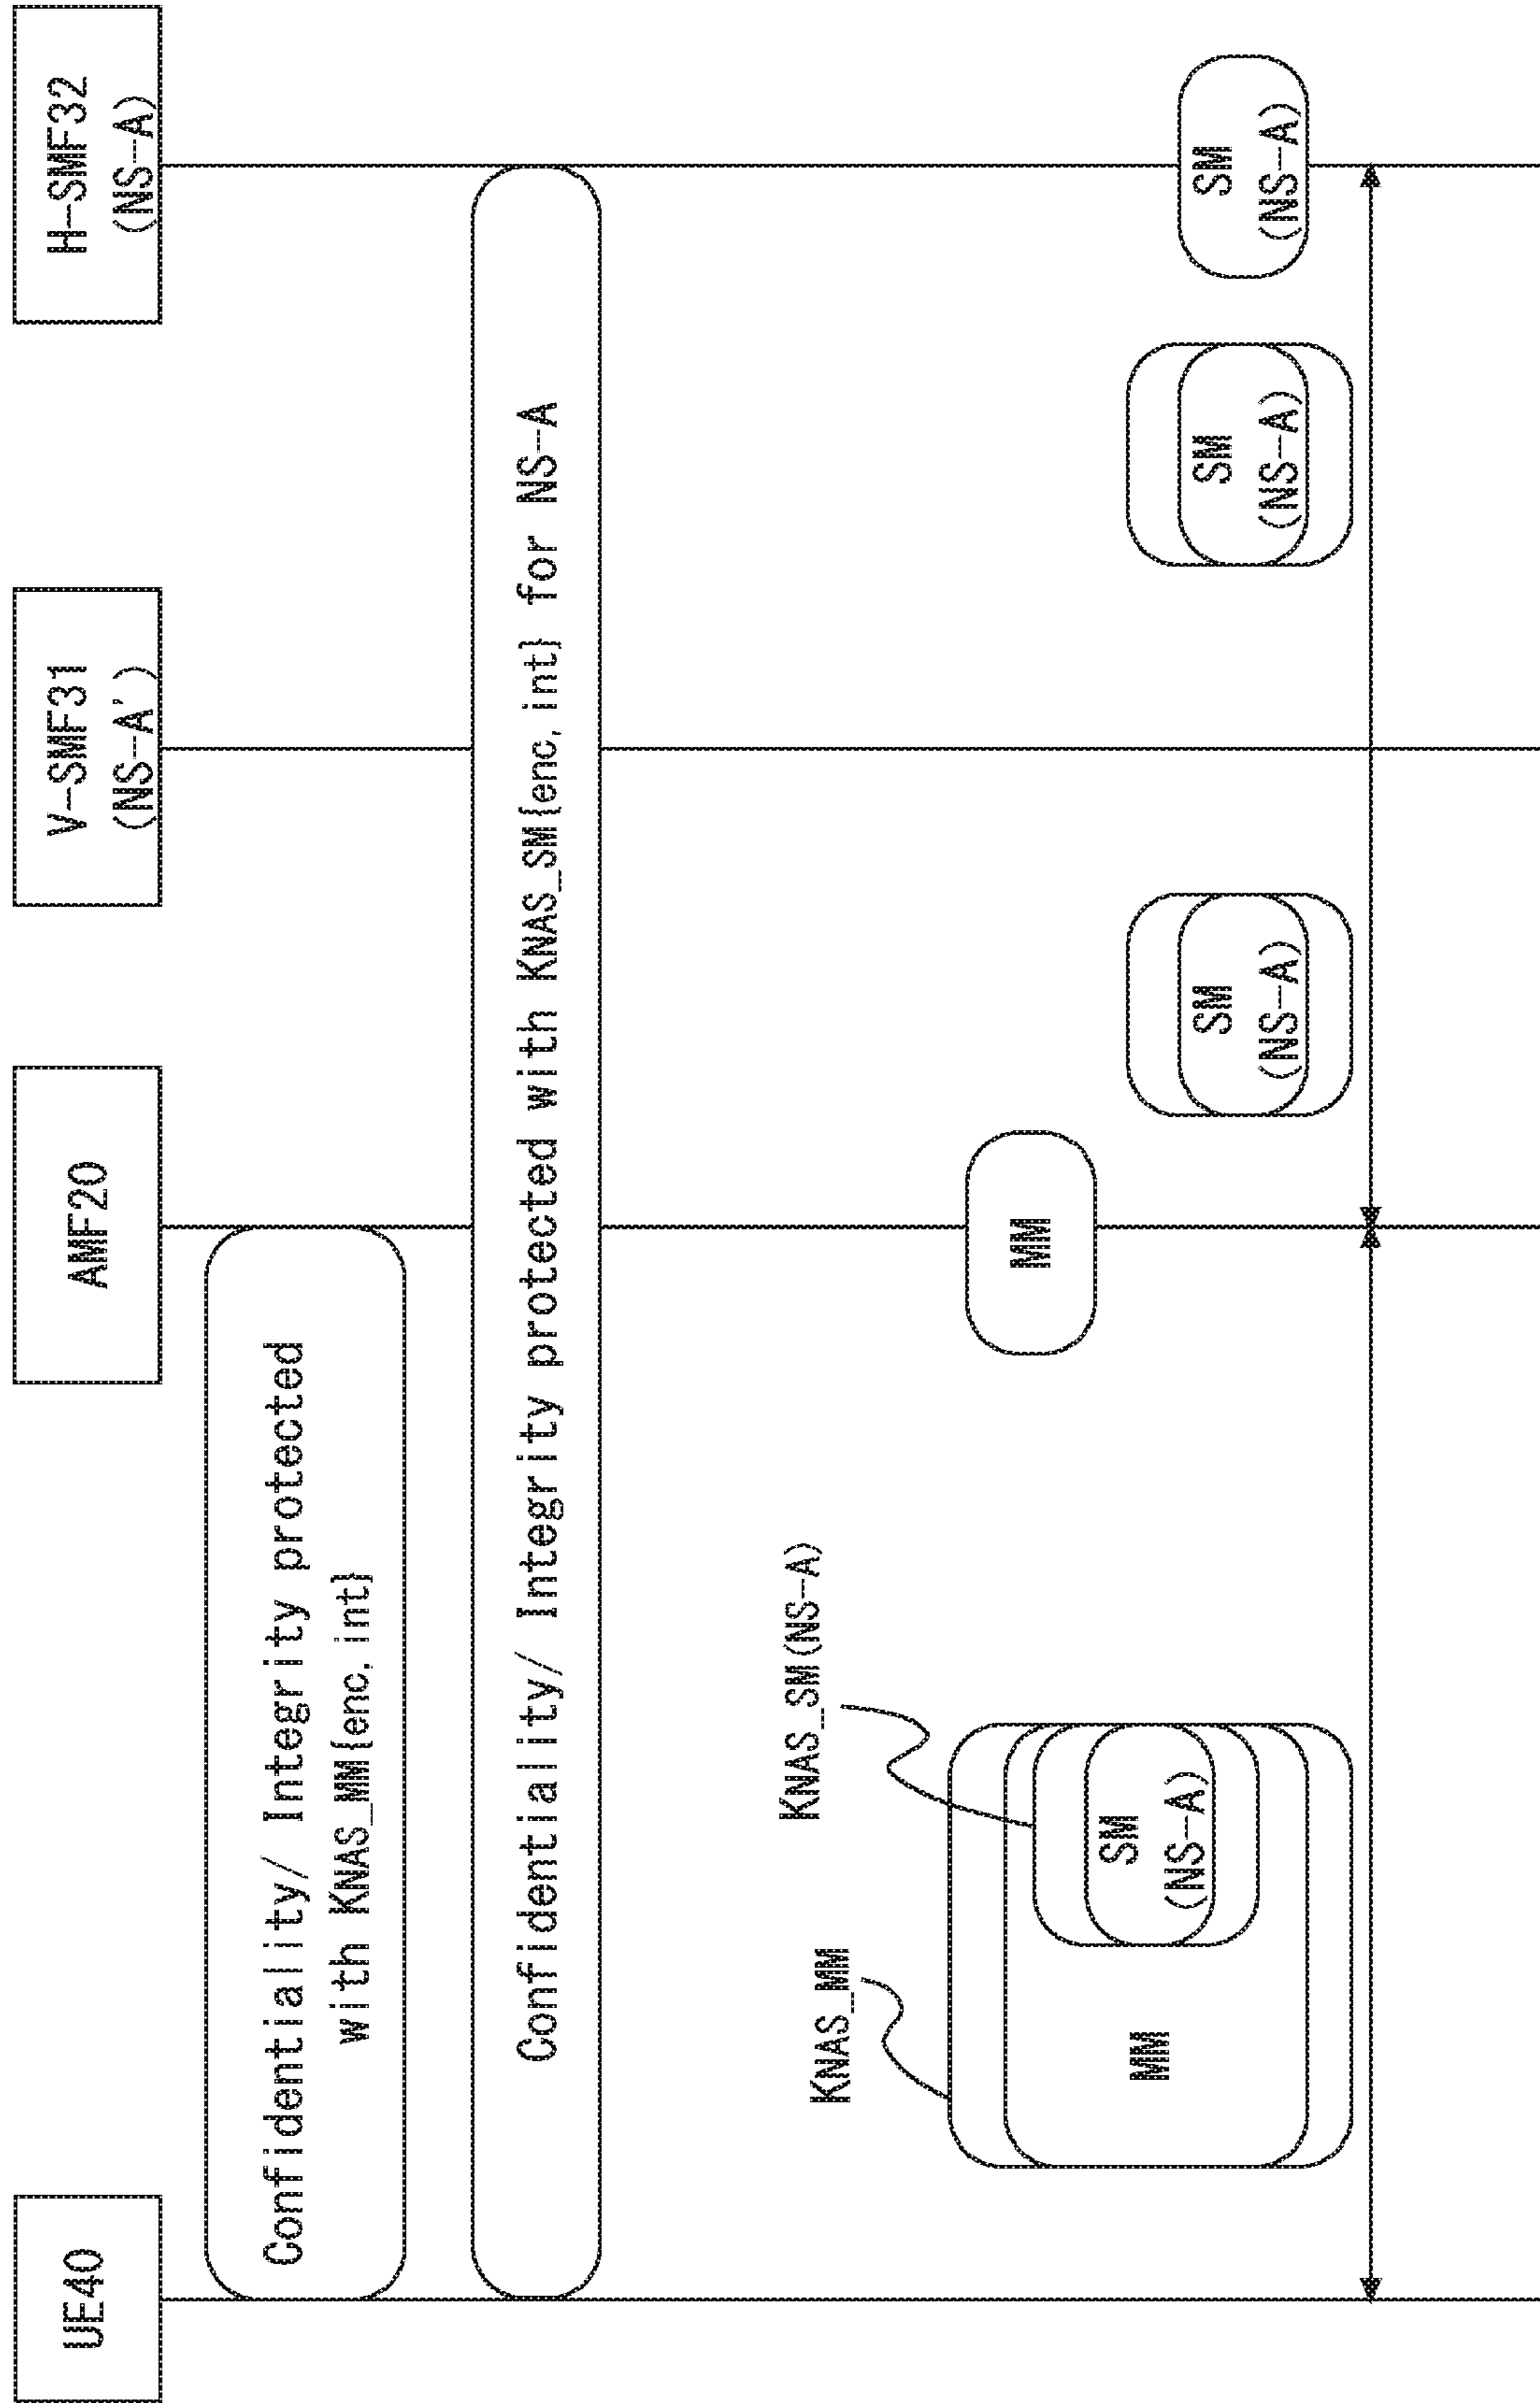 UE40
AMF20
V-SMF31
(NS-A')
H-SMF32
(NS-A)
Confidentiality/ Integrity protected
with KNAS_MM{enc, int}
Confidentiality/ Integrity protected with KNAS_SM{enc, int} for NS-A
KNAS_MM
KNAS_SM(NS-A)
MM
SM
(NS-A)
MM
SM
(NS-A)
SM
(NS-A)
SM
(NS-A)